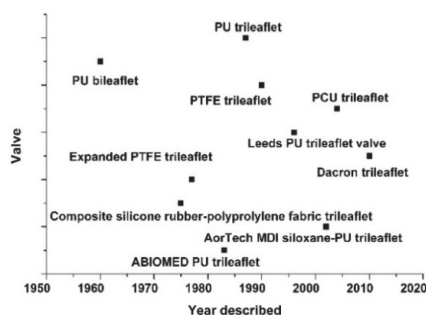 PU trileaflet
PU bileaflet
PTFE trileaflet
PCU trileaflet
Leeds PU trileaflet valve
Expanded PTFE trileaflet
Dacron trileaflet
Composite silicone rubber-polyprolylene fabric trileaflet
AorTech MDI siloxane-PU trileaflet
ABIOMED PU trileaflet
Valve
1950 1960 1970 1980 1990 2000 2010 2020
Year described